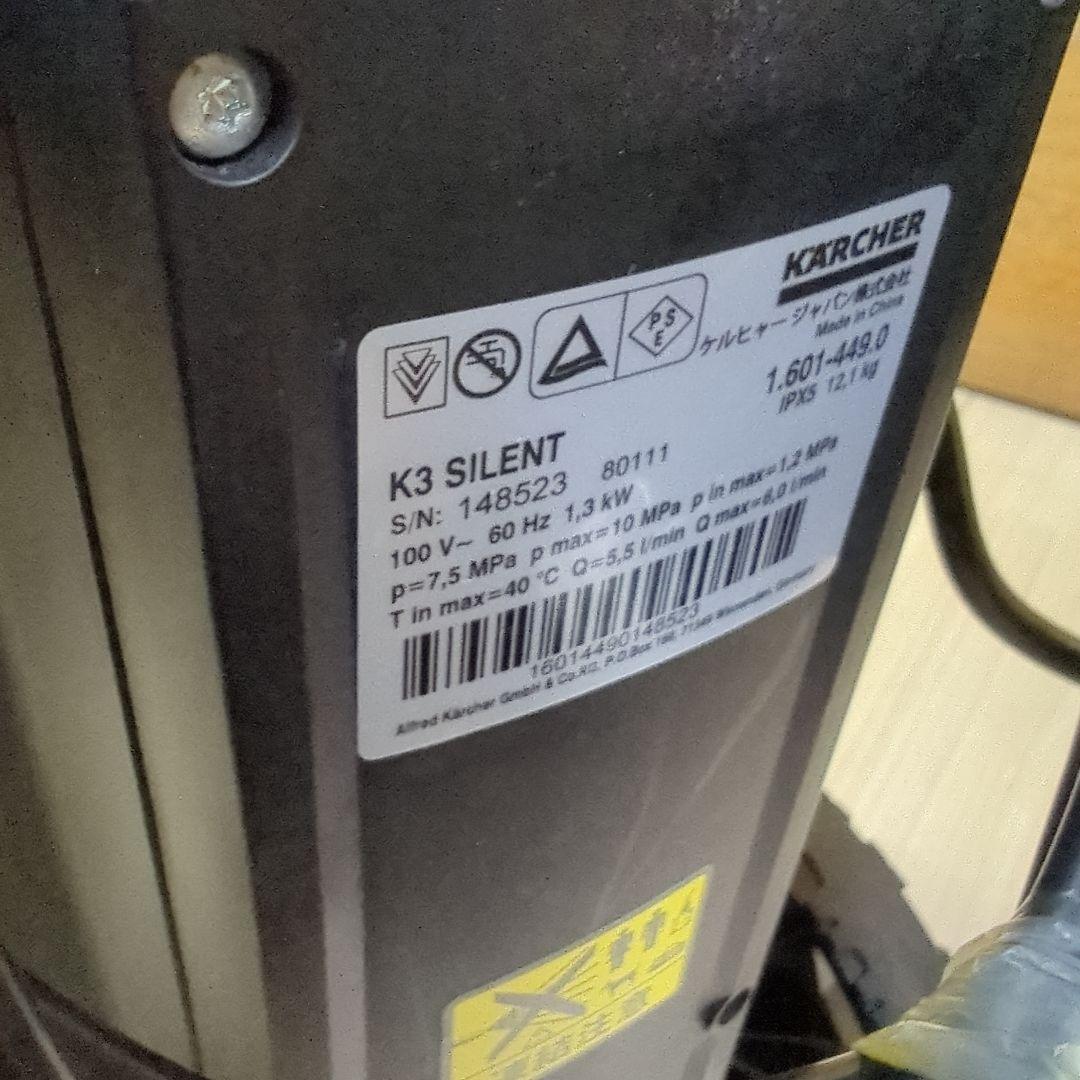 KÄRCHER
ケルヒャー ジャパン株式会社
Made in China
1.601-449.0
IPX5 12,1 kg
PS
E
K3 SILENT
S/N: 148523 80111
100 V~ 60 Hz 1,3 kW
p=7,5 MPa p max=10 MPa p in max=1,2 MPa
T in max=40 °C Q=5,5 l/min Q max=6,0 l/min
16014490148523
Alfred Kärcher GmbH & Co.KG, P.O.Box 160, 71349 Winnenden, Germany